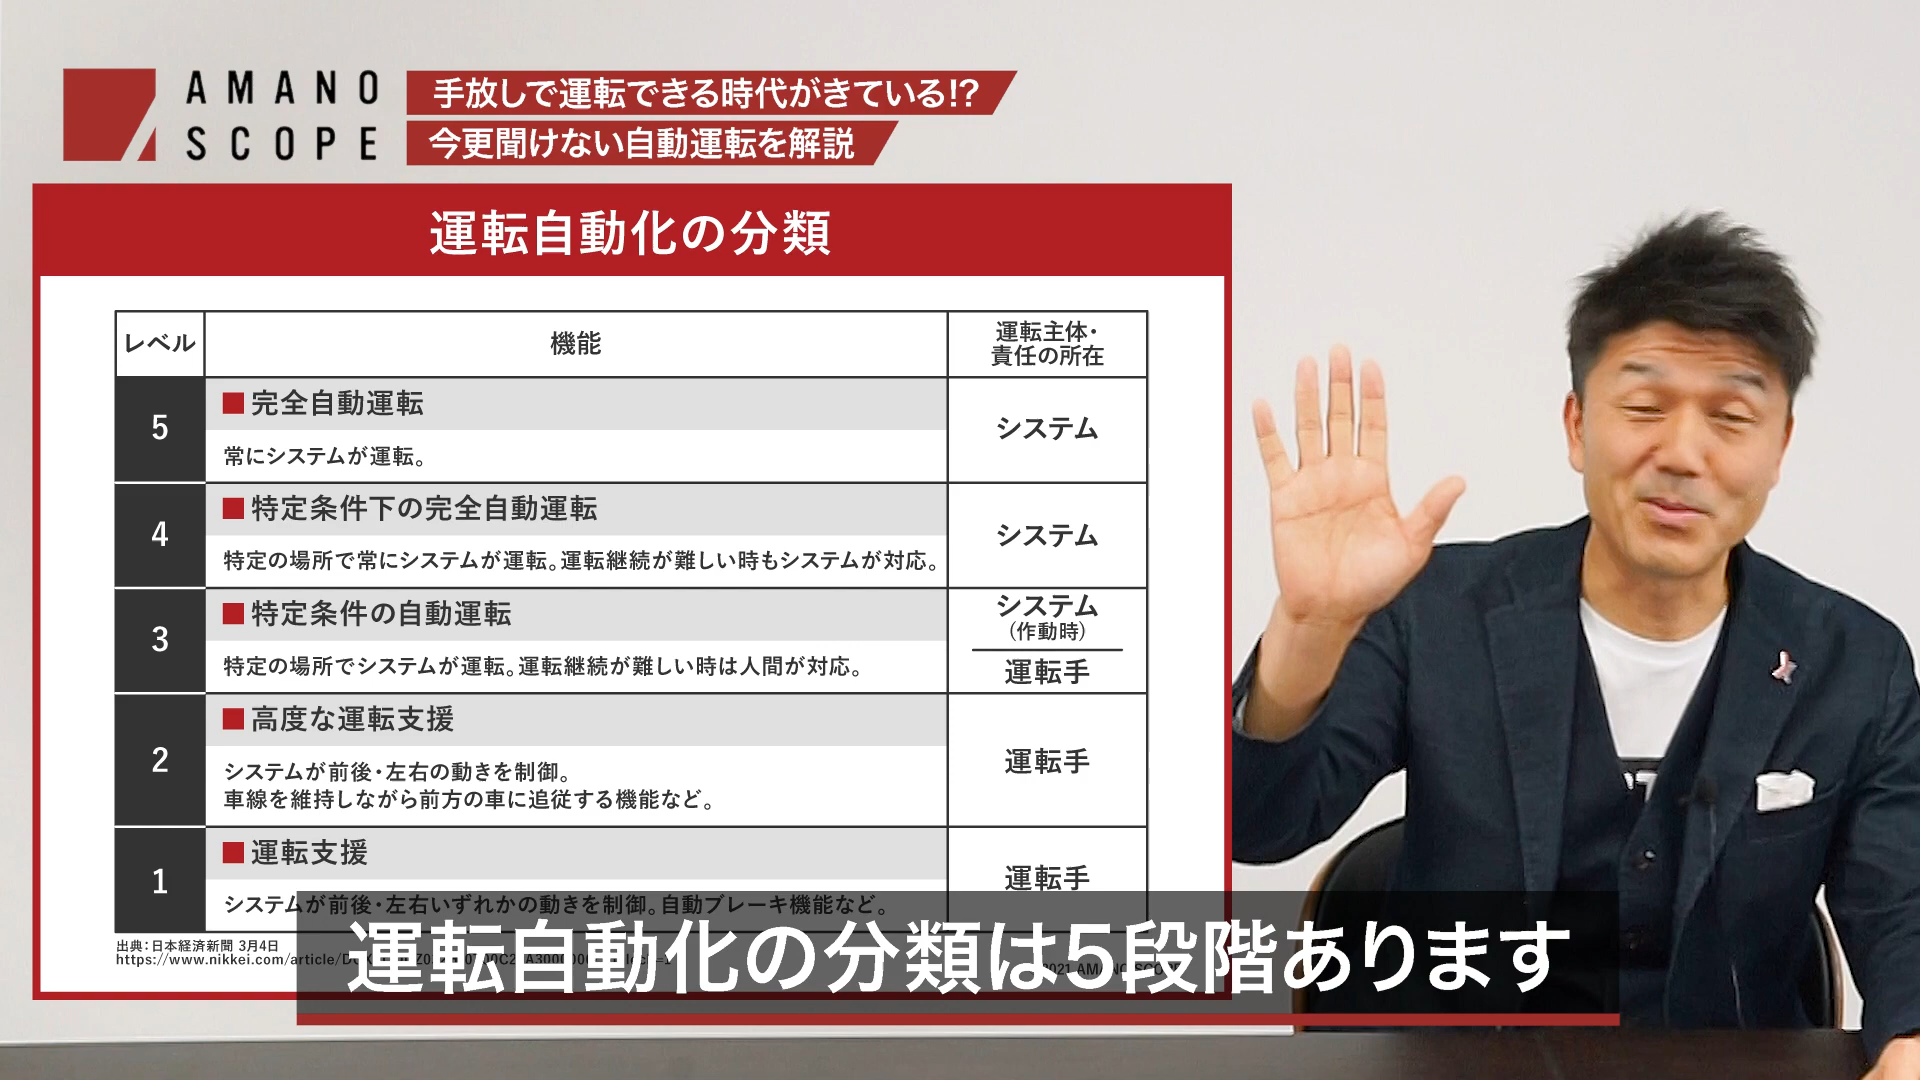 AMANO
SCOPE
手放しで運転できる時代がきている!?
今更聞けない自動運転を解説
運転自動化の分類
レベル
機能
運転主体・
責任の所在
5
■完全自動運転
常にシステムが運転。
システム
4
■特定条件下の完全自動運転
特定の場所で常にシステムが運転。運転継続が難しい時もシステムが対応。
システム
3
■特定条件の自動運転
特定の場所でシステムが運転。運転継続が難しい時は人間が対応。
システム
(作動時)
運転手
2
■高度な運転支援
システムが前後・左右の動きを制御。
車線を維持しながら前方の車に追従する機能など。
運転手
1
■運転支援
システムが前後・左右いずれかの動きを制御。自動ブレーキ機能など。
運転手
出典:日本経済新聞 3月4日
https://www.nikkei.com/article/
2021 AMANO SCOPE
運転自動化の分類は5段階あります